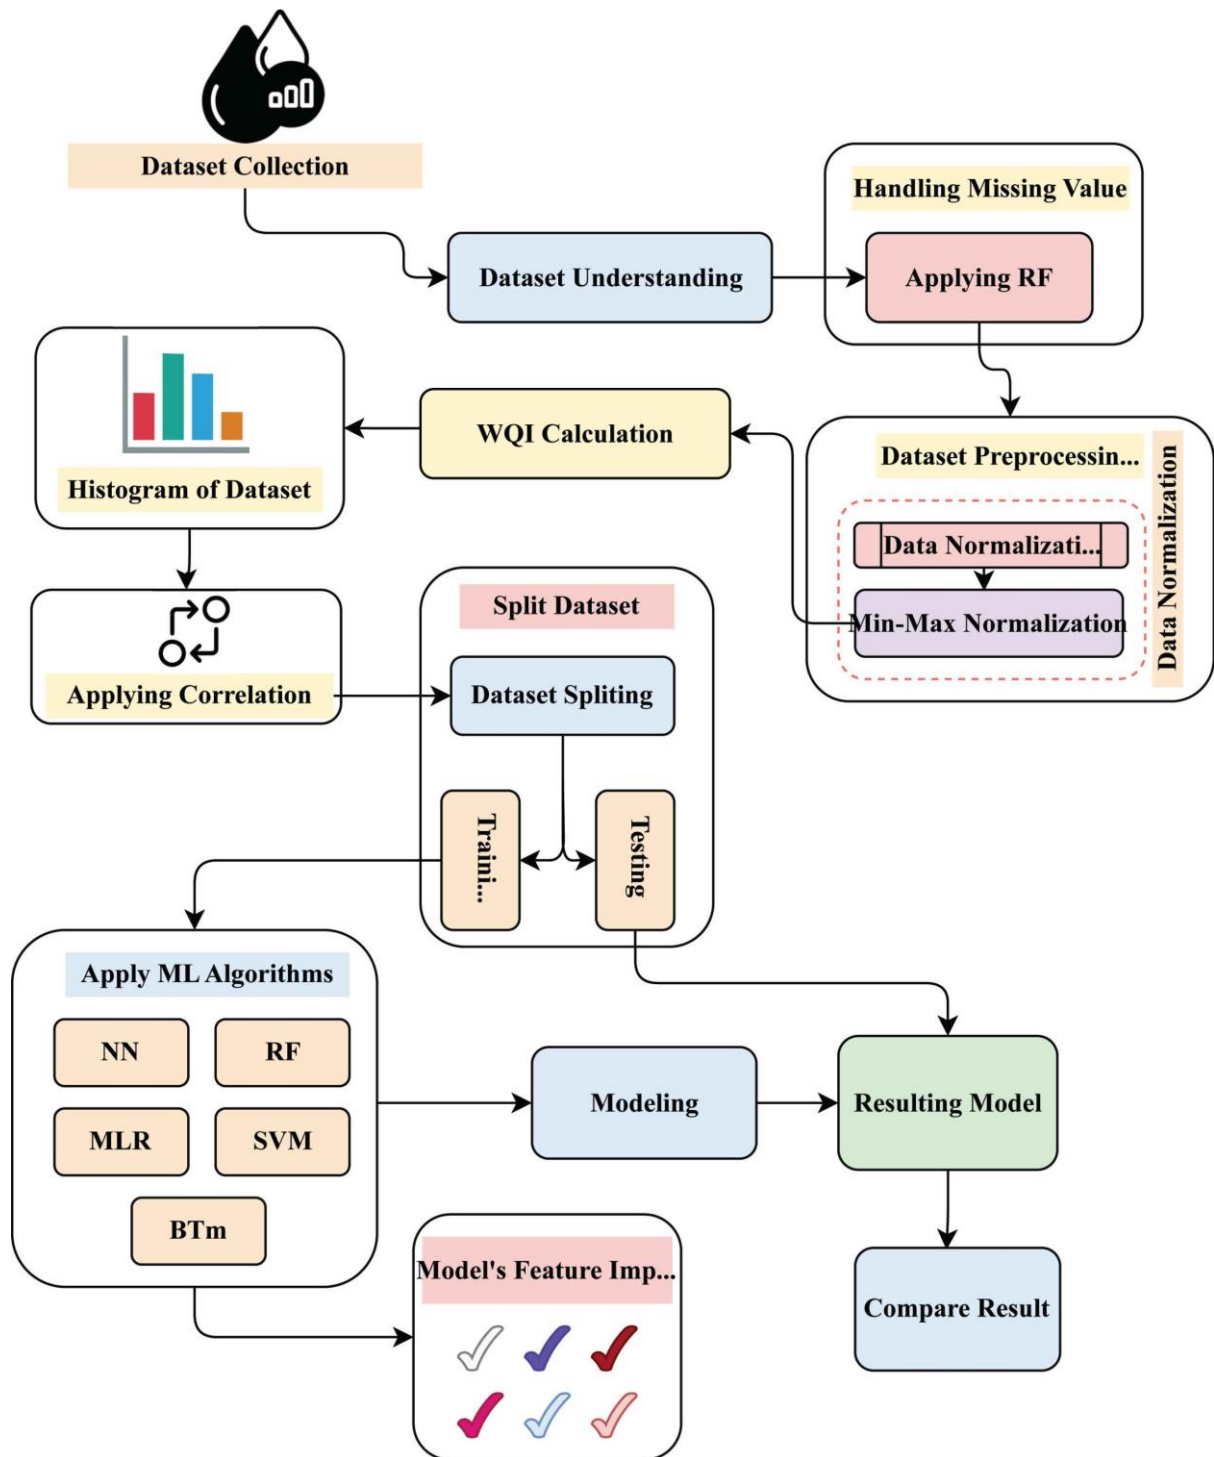 Dataset Collection
Handling Missing Value
Dataset Understanding
Applying RF
WQI Calculation
Histogram of Dataset
Dataset Preprocessin...
Data Normalizati...
Min-Max Normalization
Data Normalization
Applying Correlation
Split Dataset
Dataset Spliting
Traini...
Testing
Apply ML Algorithms
NN
RF
MLR
SVM
BTm
Modeling
Resulting Model
Model's Feature Imp...
Compare Result